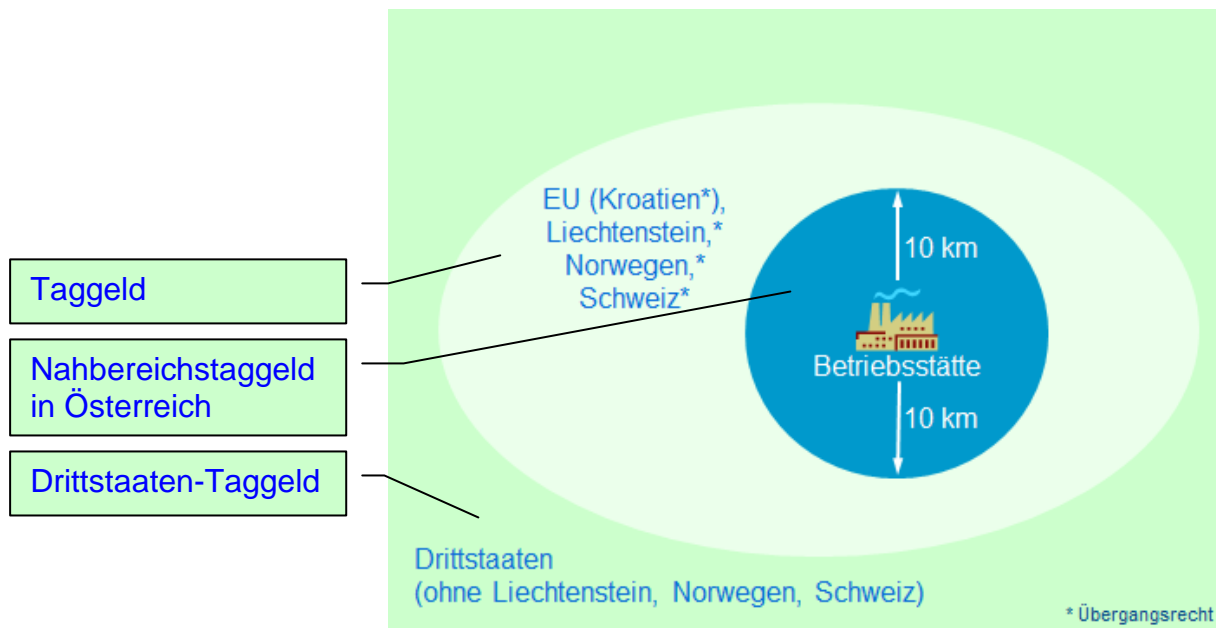 Taggeld
Nahbereichstaggeld
in Österreich
Drittstaaten-Taggeld
EU (Kroatien*),
Liechtenstein,*
Norwegen,*
Schweiz*
10 km
Betriebsstätte
10 km
Drittstaaten
(ohne Liechtenstein, Norwegen, Schweiz)
* Übergangsrecht